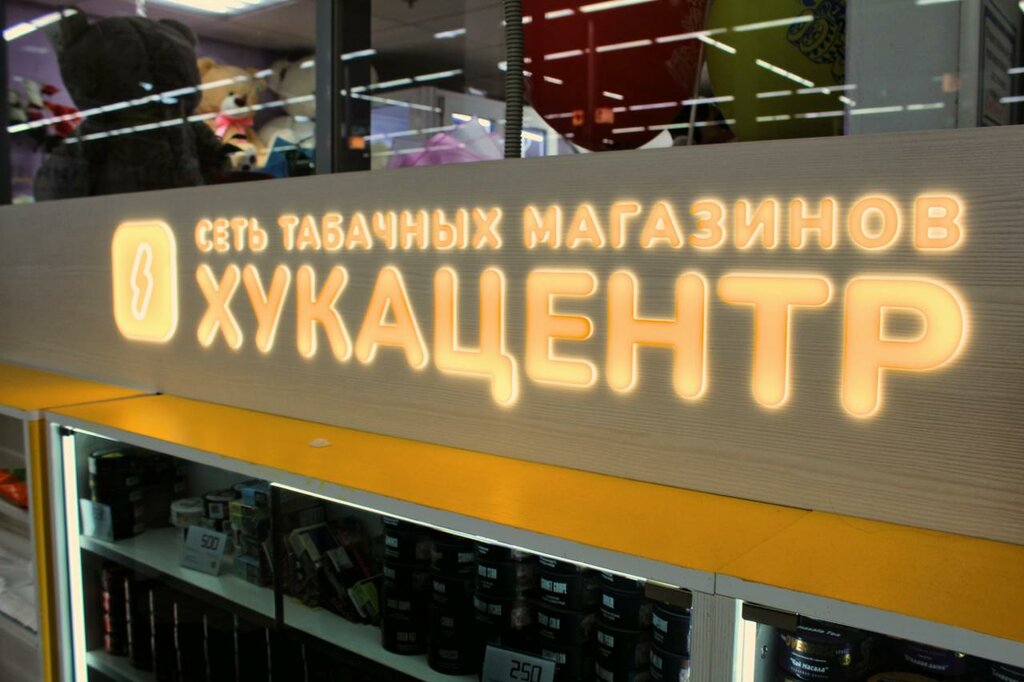 СЕТЬ ТАБАЧНЫХ МАГАЗИНОВ
ХУКАЦЕНТР
500
250